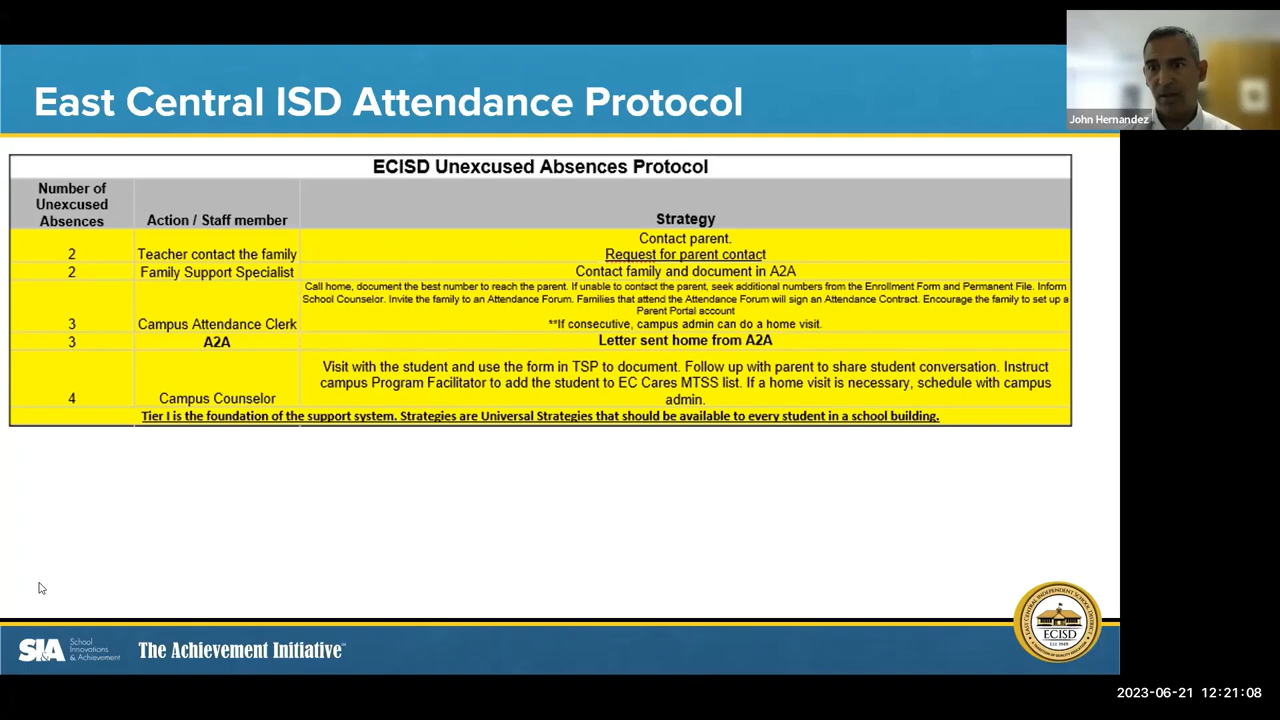 East Central ISD Attendance Protocol
John Hernandez
ECISD Unexcused Absences Protocol
Number of
Unexcused
Absences
Action / Staff member
Strategy
2
Teacher contact the family
Contact parent.
Request for parent contact
2
Family Support Specialist
Contact family and document in A2A
3
Campus Attendance Clerk
Call home, document the best number to reach the parent. If unable to contact the parent, seek additional numbers from the Enrollment Form and Permanent File. Inform
School Counselor. Invite the family to an Attendance Forum. Families that attend the Attendance Forum will sign an Attendance Contract. Encourage the family to set up a
Parent Portal account
**If consecutive, campus admin can do a home visit.
3
A2A
Letter sent home from A2A
4
Campus Counselor
Visit with the student and use the form in TSP to document. Follow up with parent to share student conversation. Instruct
campus Program Facilitator to add the student to EC Cares MTSS list. If a home visit is necessary, schedule with campus
admin.
Tier I is the foundation of the support system. Strategies are Universal Strategies that should be available to every student in a school building.
SIA
School
Innovations
& Achievement
The Achievement Initiative
EAST CENTRAL INDEPENDENT SCHOOL DISTRICT
ECISD
2023-06-21 12:21:08